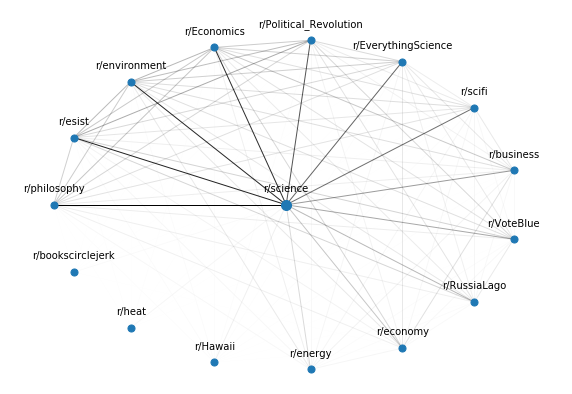 r/Political_Revolution
r/Economics
r/EverythingScience
r/environment
r/scifi
r/esist
r/business
r/philosophy
r/science
r/VoteBlue
r/bookscirclejerk
r/RussiaLago
r/heat
r/economy
r/Hawaii
r/energy